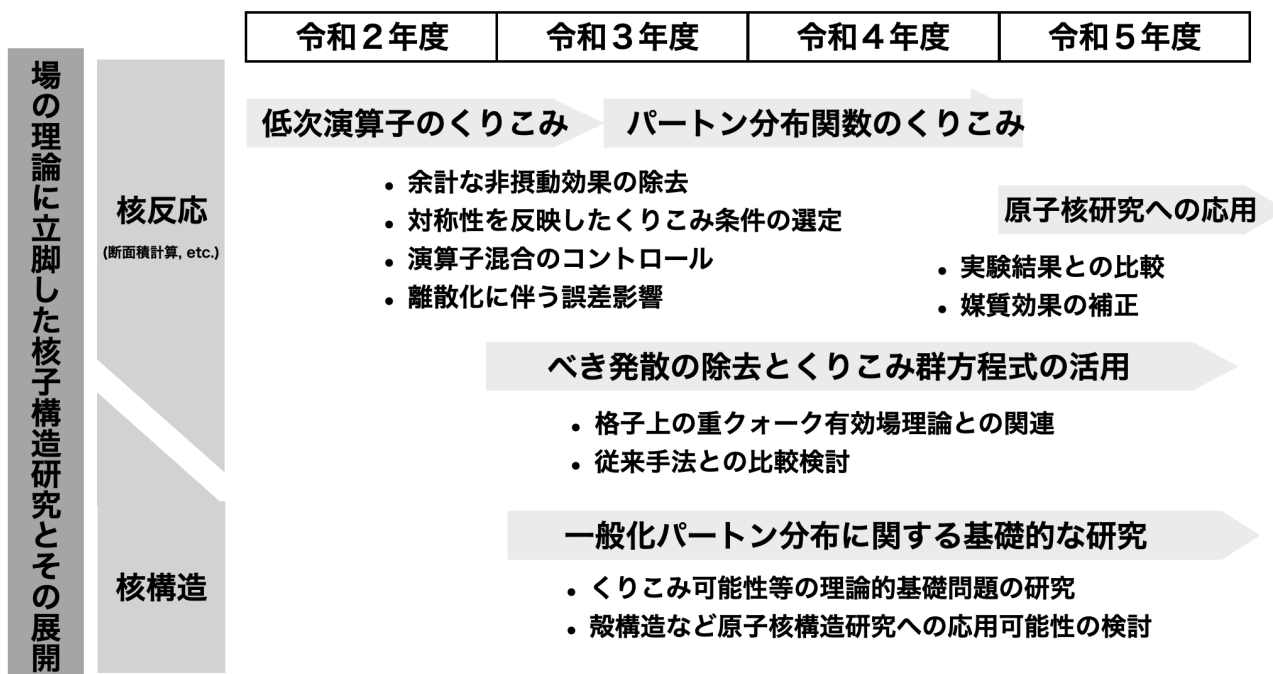 令和２年度
令和３年度
令和４年度
令和５年度
場の理論に立脚した核子構造研究とその展開
核反応
(断面積計算, etc.)
低次演算子のくりこみ
パートン分布関数のくりこみ
• 余計な非摂動効果の除去
• 対称性を反映したくりこみ条件の選定
• 演算子混合のコントロール
• 離散化に伴う誤差影響
原子核研究への応用
• 実験結果との比較
• 媒質効果の補正
べき発散の除去とくりこみ群方程式の活用
• 格子上の重クォーク有効場理論との関連
• 従来手法との比較検討
核構造
一般化パートン分布に関する基礎的な研究
• くりこみ可能性等の理論的基礎問題の研究
• 殻構造など原子核構造研究への応用可能性の検討